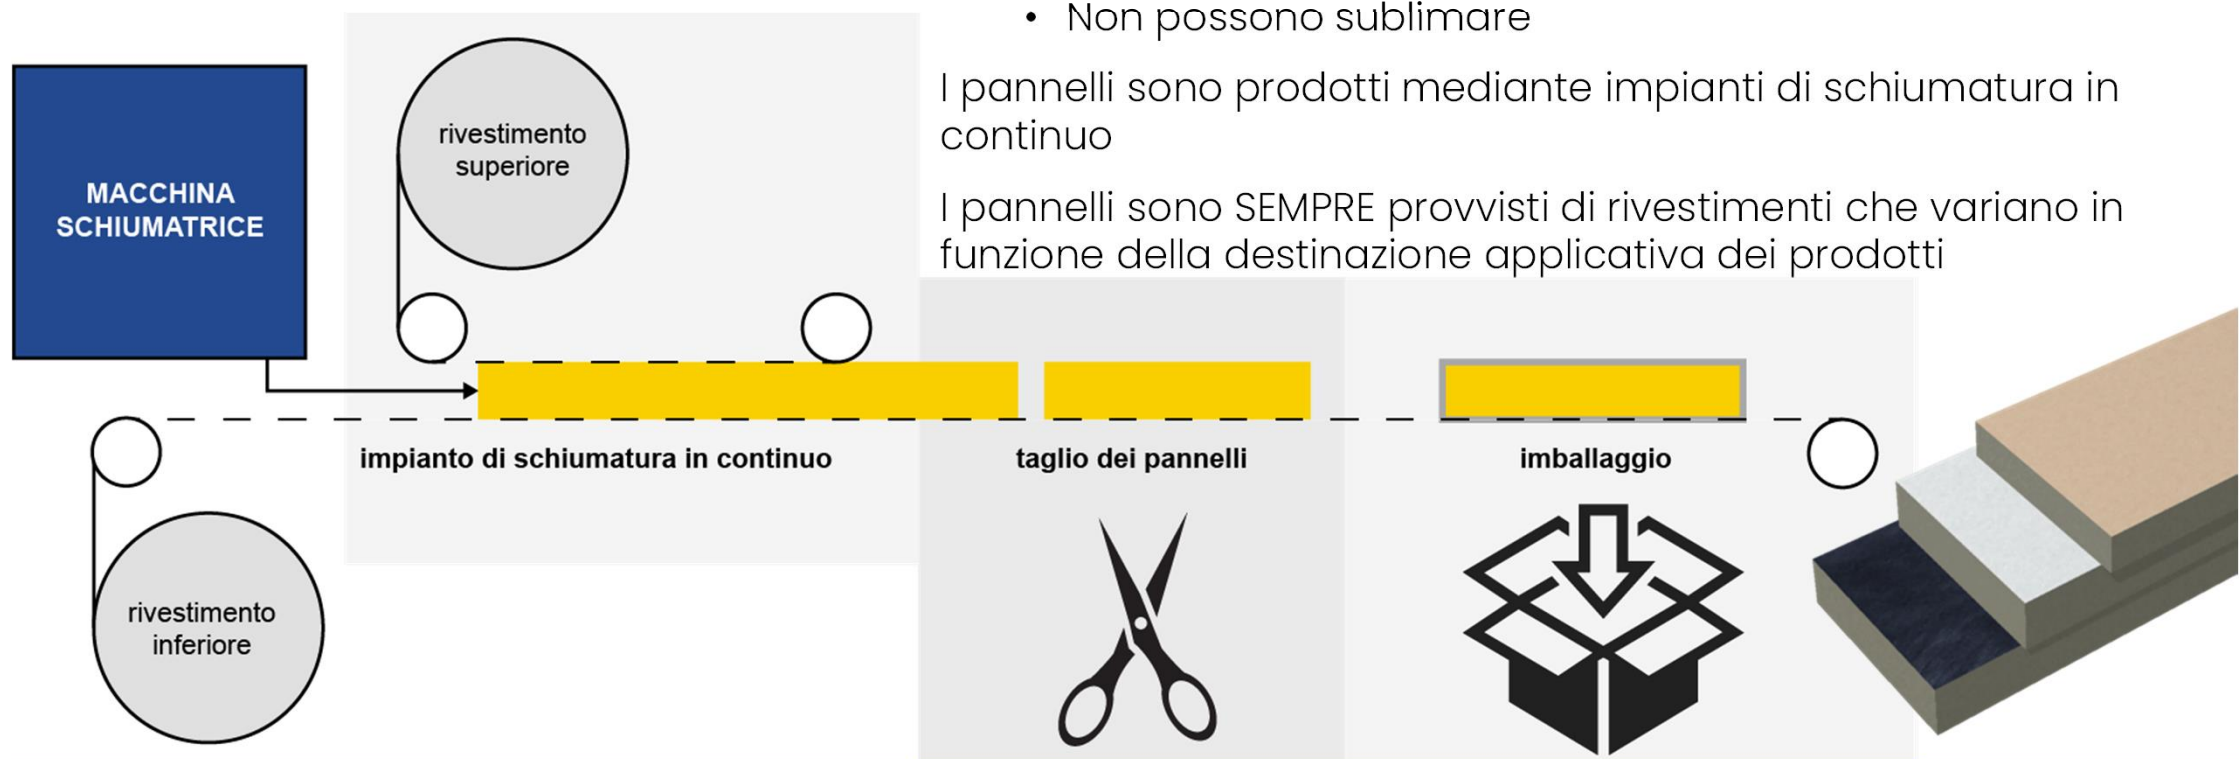 • Non possono sublimare
I pannelli sono prodotti mediante impianti di schiumatura in
continuo
I pannelli sono SEMPRE provvisti di rivestimenti che variano in
funzione della destinazione applicativa dei prodotti
MACCHINA
SCHIUMATRICE
rivestimento
superiore
impianto di schiumatura in continuo
taglio dei pannelli
imballaggio
rivestimento
inferiore